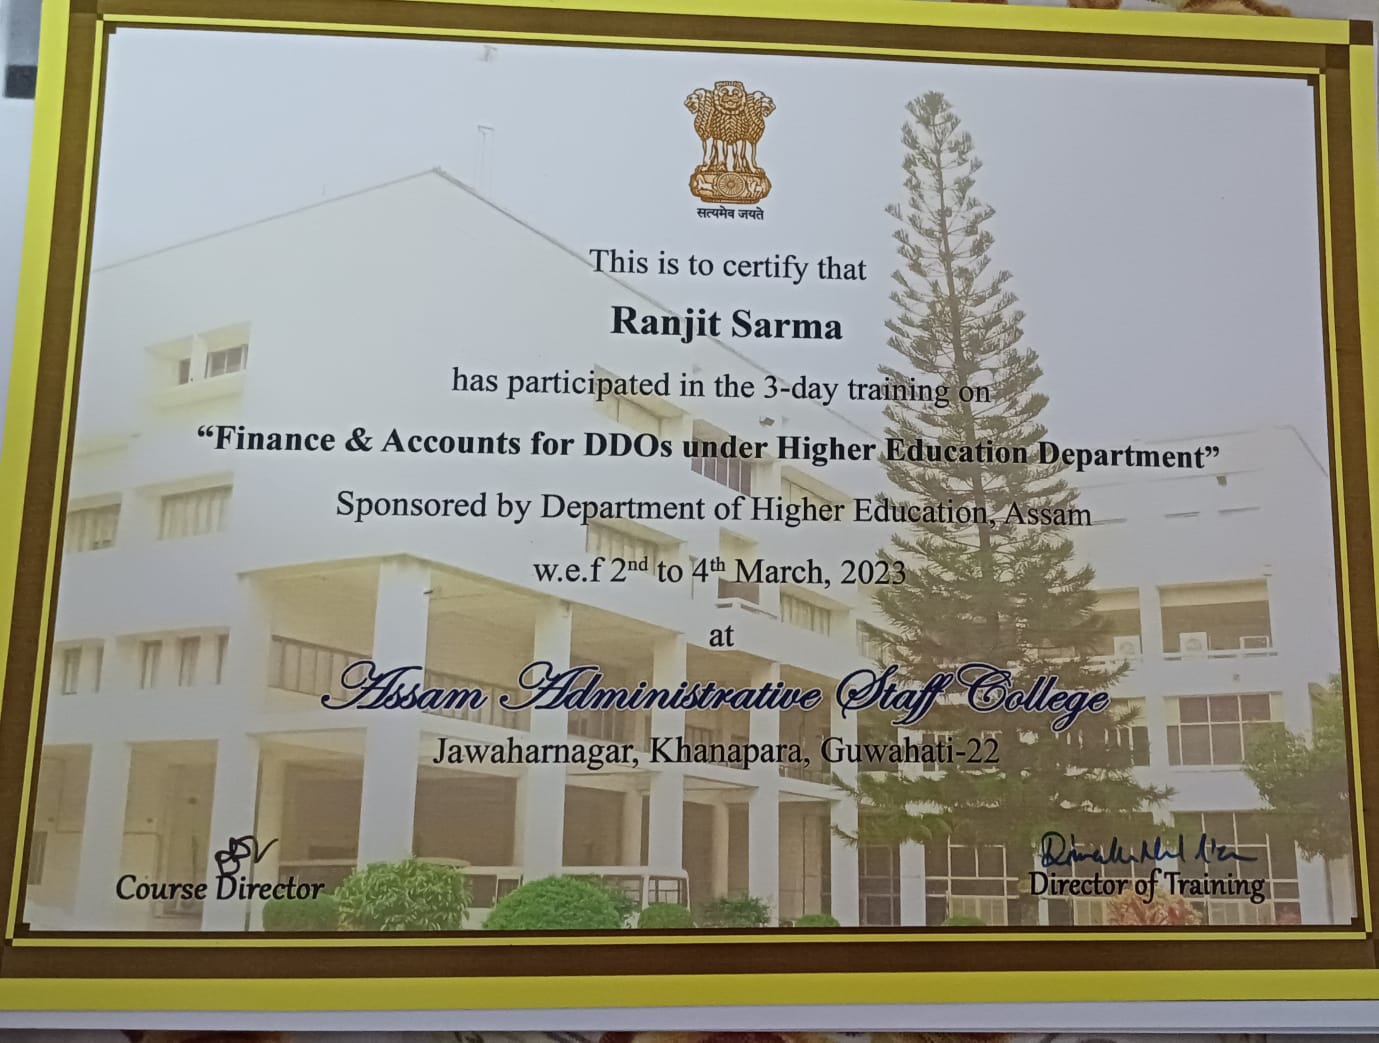 सत्यमेव जयते
This is to certify that
Ranjit Sarma
has participated in the 3-day training on
“Finance & Accounts for DDOs under Higher Education Department”
Sponsored by Department of Higher Education, Assam
w.e.f 2nd to 4th March, 2023
at
Assam Administrative Staff College
Jawaharnagar, Khanapara, Guwahati-22
Course Director
Director of Training